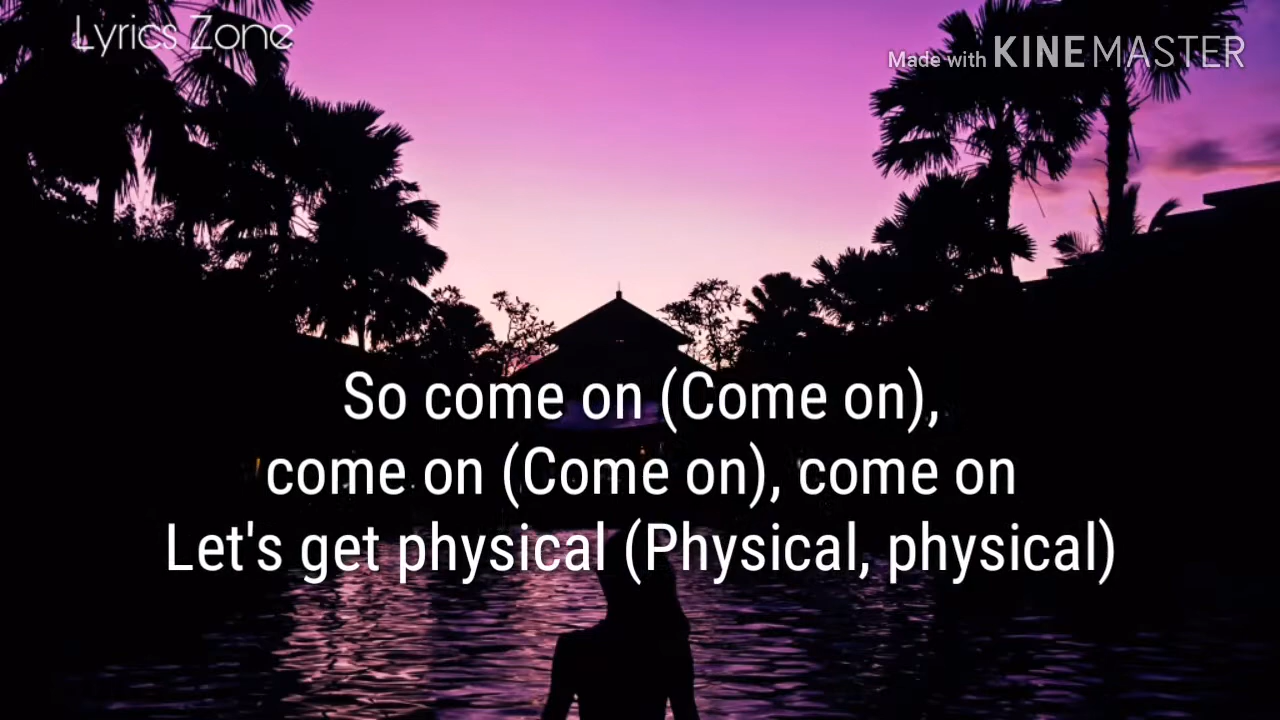 Lyrics Zone
Made with KINEMASTER
So come on (Come on),
come on (Come on), come on
Let's get physical (Physical, physical)